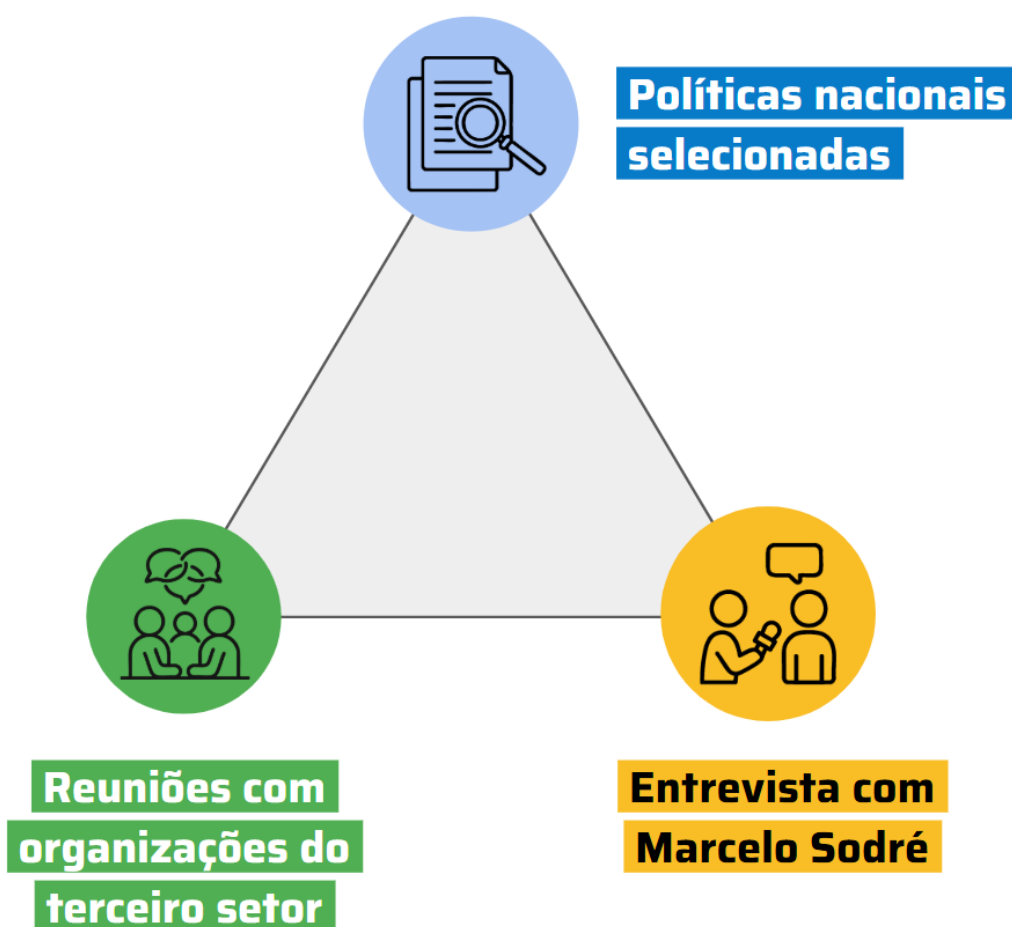 Políticas nacionais
selecionadas
Reuniões com
organizações do
terceiro setor
Entrevista com
Marcelo Sodré